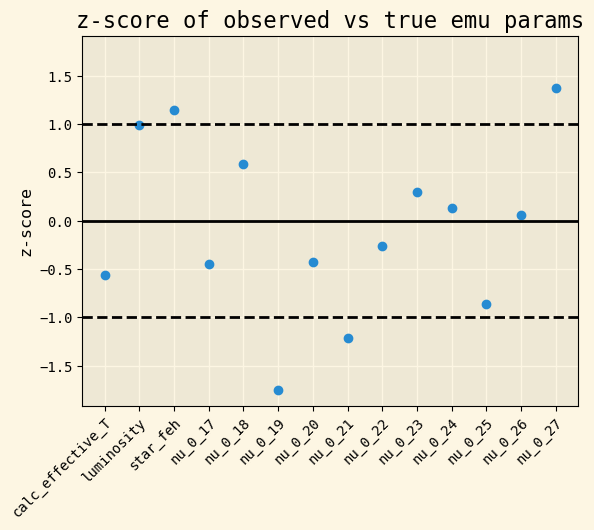 z-score of observed vs true emu params
z-score
1.5
1.0
0.5
0.0
−0.5
−1.0
−1.5
calc_effective_T
luminosity
star_feh
nu_0_17
nu_0_18
nu_0_19
nu_0_20
nu_0_21
nu_0_22
nu_0_23
nu_0_24
nu_0_25
nu_0_26
nu_0_27